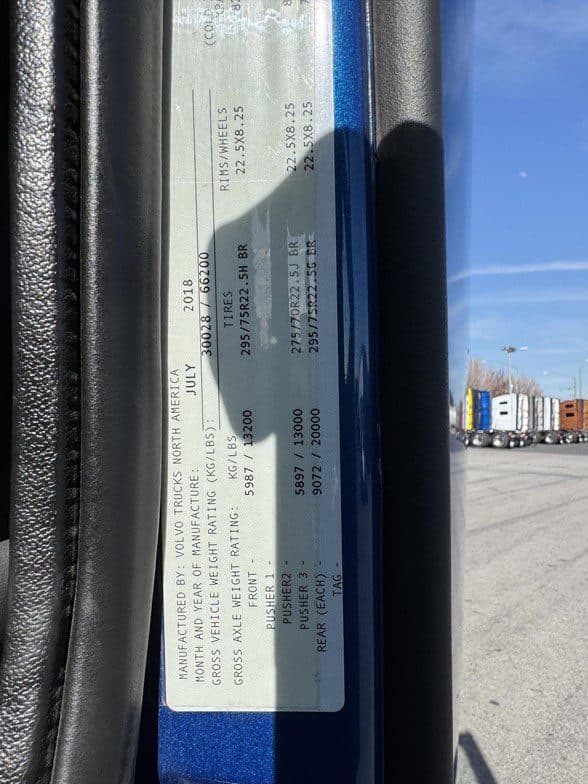 MANUFACTURED BY: VOLVO TRUCKS NORTH AMERICA
MONTH AND YEAR OF MANUFACTURE: JULY 2018
GROSS VEHICLE WEIGHT RATING (KG/LBS): 30028 / 66200
GROSS AXLE WEIGHT RATING: KG/LBS TIRES RIMS/WHEELS (COLD
FRONT - 5987 / 13200 295/75R22.5H BR 22.5X8.25
PUSHER 1 -
PUSHER2 -
PUSHER 3 - 5897 / 13000 275/70R22.5J BR 22.5X8.25
REAR (EACH) - 9072 / 20000 295/75R22.5G BR 22.5X8.25
TAG -